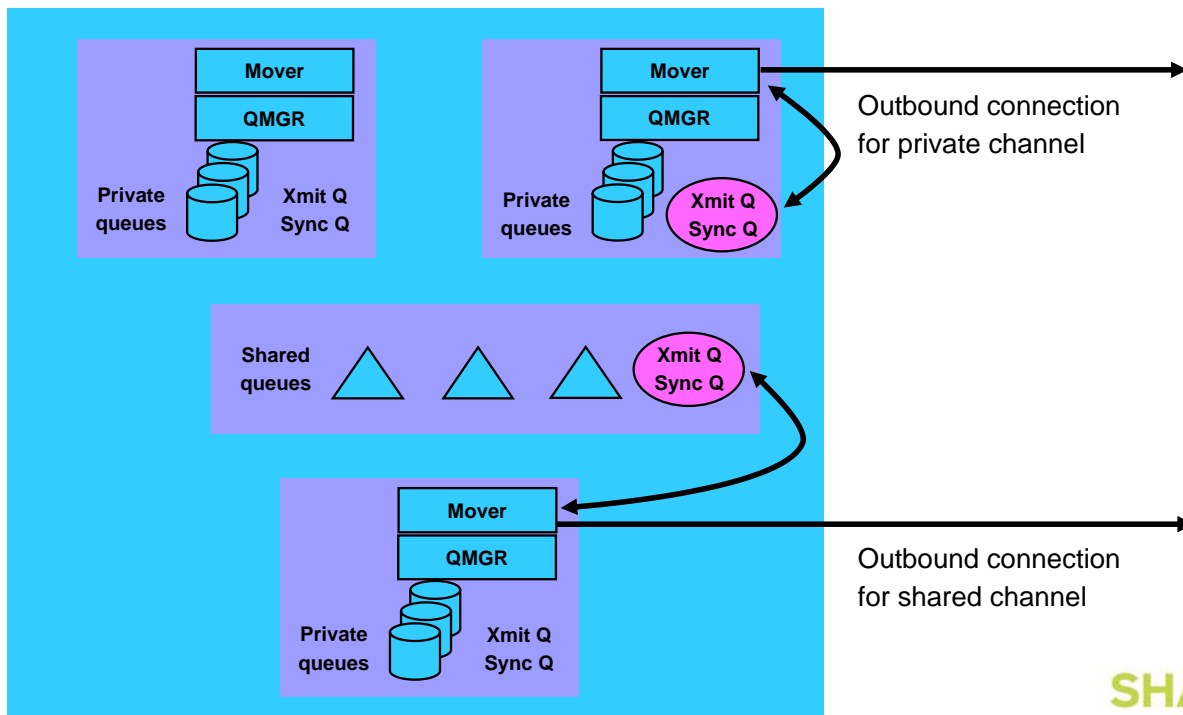 Mover
QMGR
Private
queues
Xmit Q
Sync Q
Mover
QMGR
Private
queues
Xmit Q
Sync Q
Outbound connection
for private channel
Shared
queues
Xmit Q
Sync Q
Mover
QMGR
Private
queues
Xmit Q
Sync Q
Outbound connection
for shared channel